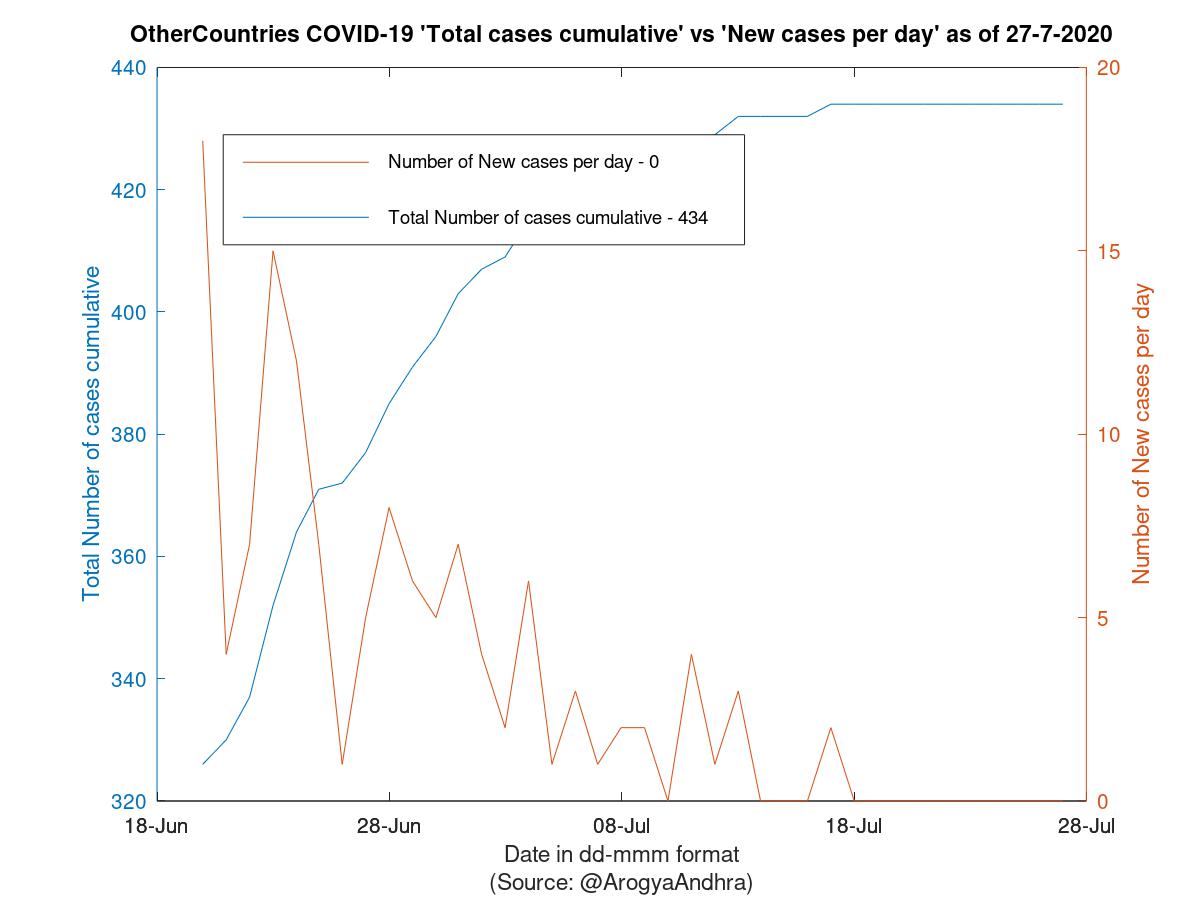 OtherCountries COVID-19 'Total cases cumulative' vs 'New cases per day' as of 27-7-2020
440
420
400
380
360
340
320
Total Number of cases cumulative
Number of New cases per day - 0
Total Number of cases cumulative - 434
20
15
10
5
0
Number of New cases per day
18-Jun
28-Jun
08-Jul
18-Jul
28-Jul
Date in dd-mmm format
(Source: @ArogyaAndhra)